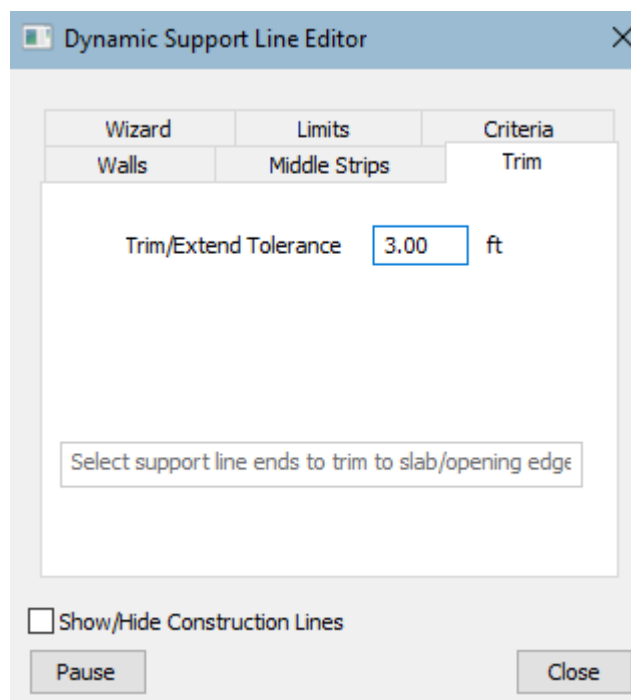 Dynamic Support Line Editor
Wizard Limits Criteria
Walls Middle Strips Trim
Trim/Extend Tolerance 3.00 ft
Select support line ends to trim to slab/opening edge
Show/Hide Construction Lines
Pause Close